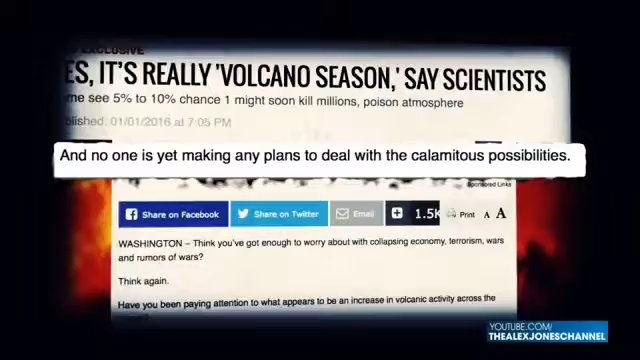 EXCLUSIVE
ES, IT'S REALLY 'VOLCANO SEASON,' SAY SCIENTISTS
me see 5% to 10% chance 1 might soon kill millions, poison atmosphere
blished: 01/01/2016 at 7:05 PM
And no one is yet making any plans to deal with the calamitous possibilities.
Sponsored Links
Share on Facebook Share on Twitter Email 1.5K Print A A
WASHINGTON – Think you've got enough to worry about with collapsing economy, terrorism, wars
and rumors of wars?
Think again.
Have you been paying attention to what appears to be an increase in volcanic activity across the
YOUTUBE.COM/
THEALEXJONESCHANNEL